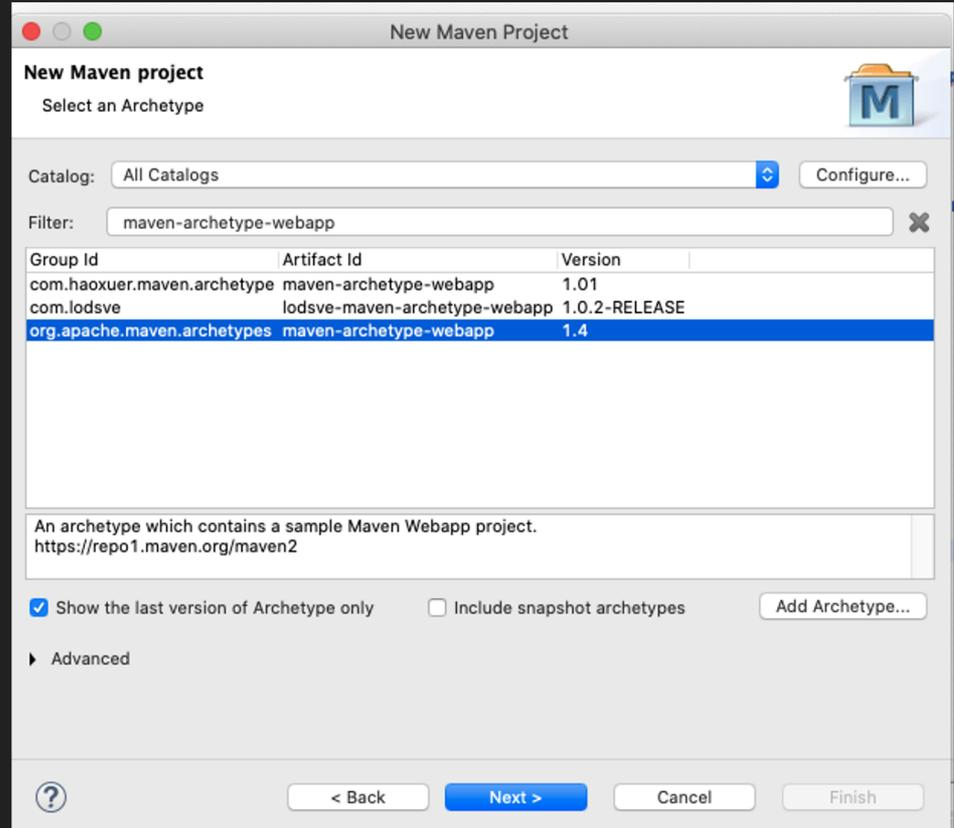 New Maven Project
New Maven project
Select an Archetype
M
Catalog: All Catalogs Configure...
Filter: maven-archetype-webapp
Group Id Artifact Id Version
com.haoxuer.maven.archetype maven-archetype-webapp 1.01
com.lodsve lodsve-maven-archetype-webapp 1.0.2-RELEASE
org.apache.maven.archetypes maven-archetype-webapp 1.4
An archetype which contains a sample Maven Webapp project.
https://repo1.maven.org/maven2
Show the last version of Archetype only Include snapshot archetypes Add Archetype...
Advanced
? < Back Next > Cancel Finish